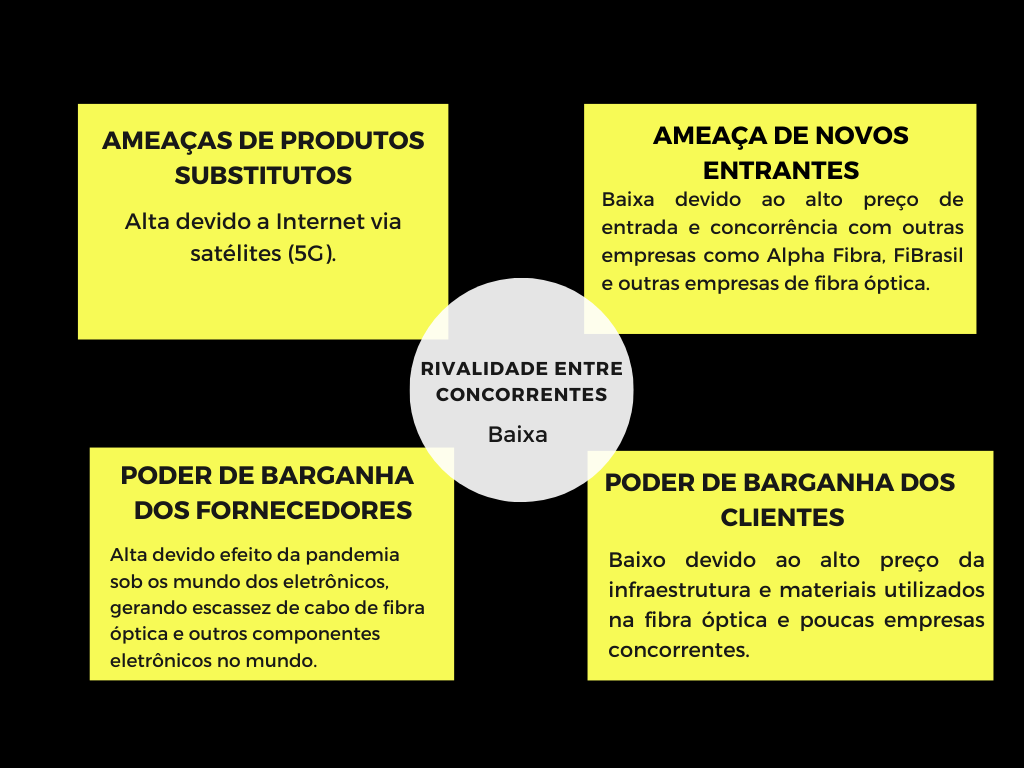 AMEAÇAS DE PRODUTOS
SUBSTITUTOS
Alta devido a Internet via
satélites (5G).
AMEAÇA DE NOVOS
ENTRANTES
Baixa devido ao alto preço de
entrada e concorrência com outras
empresas como Alpha Fibra, FiBrasil
e outras empresas de fibra óptica.
RIVALIDADE ENTRE
CONCORRENTES
Baixa
PODER DE BARGANHA
DOS FORNECEDORES
Alta devido efeito da pandemia
sob os mundo dos eletrônicos,
gerando escassez de cabo de fibra
óptica e outros componentes
eletrônicos no mundo.
PODER DE BARGANHA DOS
CLIENTES
Baixo devido ao alto preço da
infraestrutura e materiais utilizados
na fibra óptica e poucas empresas
concorrentes.